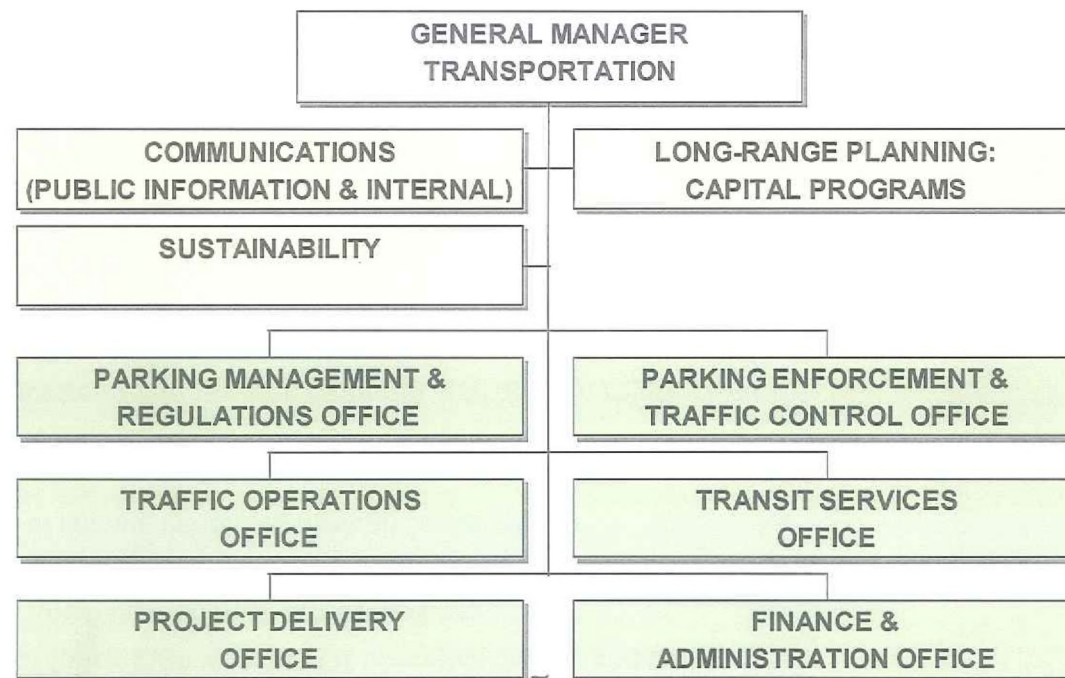 GENERAL MANAGER
TRANSPORTATION
COMMUNICATIONS
(PUBLIC INFORMATION & INTERNAL)
LONG-RANGE PLANNING:
CAPITAL PROGRAMS
SUSTAINABILITY
PARKING MANAGEMENT &
REGULATIONS OFFICE
PARKING ENFORCEMENT &
TRAFFIC CONTROL OFFICE
TRAFFIC OPERATIONS
OFFICE
TRANSIT SERVICES
OFFICE
PROJECT DELIVERY
OFFICE
FINANCE &
ADMINISTRATION OFFICE